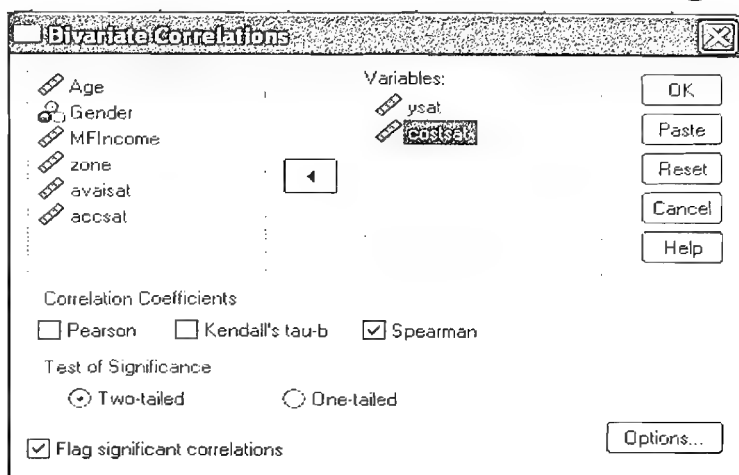 Bivariate Correlations
Age
Gender
MFIncome
zone
avaisat
accsat
Variables:
ysat
costsat
OK
Paste
Reset
Cancel
Help
Correlation Coefficients
Pearson Kendall's tau-b Spearman
Test of Significance
Two-tailed One-tailed
Flag significant correlations
Options...